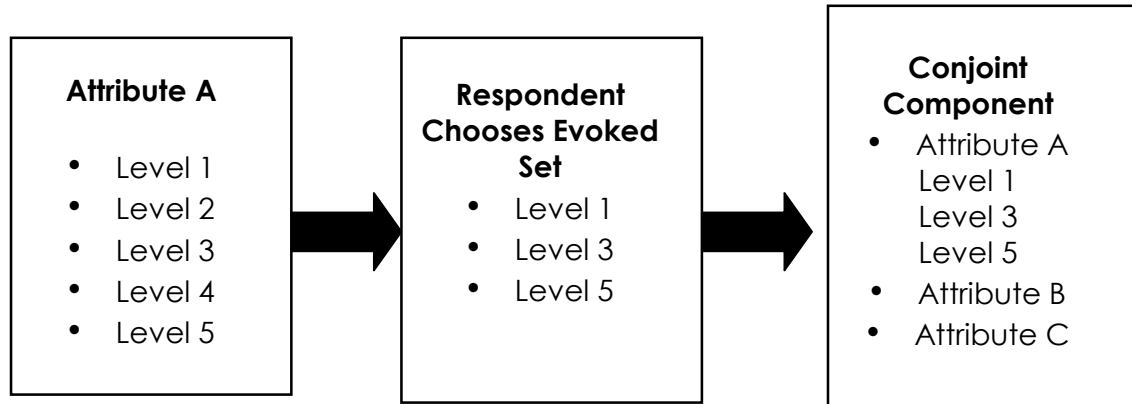 Attribute A
• Level 1
• Level 2
• Level 3
• Level 4
• Level 5
Respondent
Chooses Evoked
Set
• Level 1
• Level 3
• Level 5
Conjoint
Component
• Attribute A
Level 1
Level 3
Level 5
• Attribute B
• Attribute C